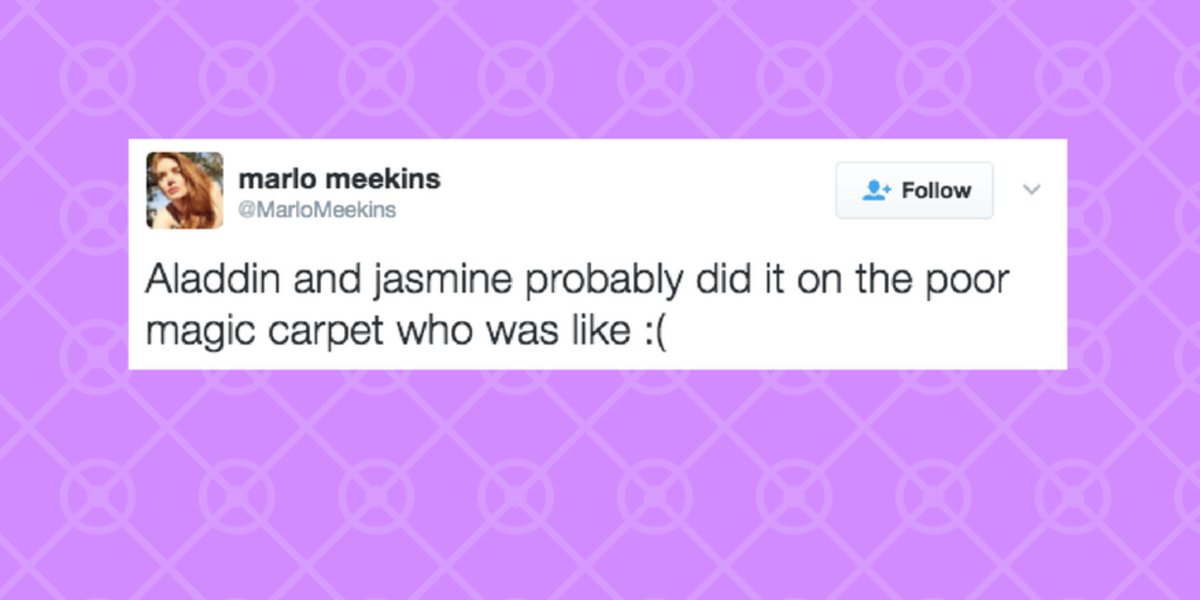 marlo meekins
@MarloMeekins
Follow
Aladdin and jasmine probably did it on the poor
magic carpet who was like :(